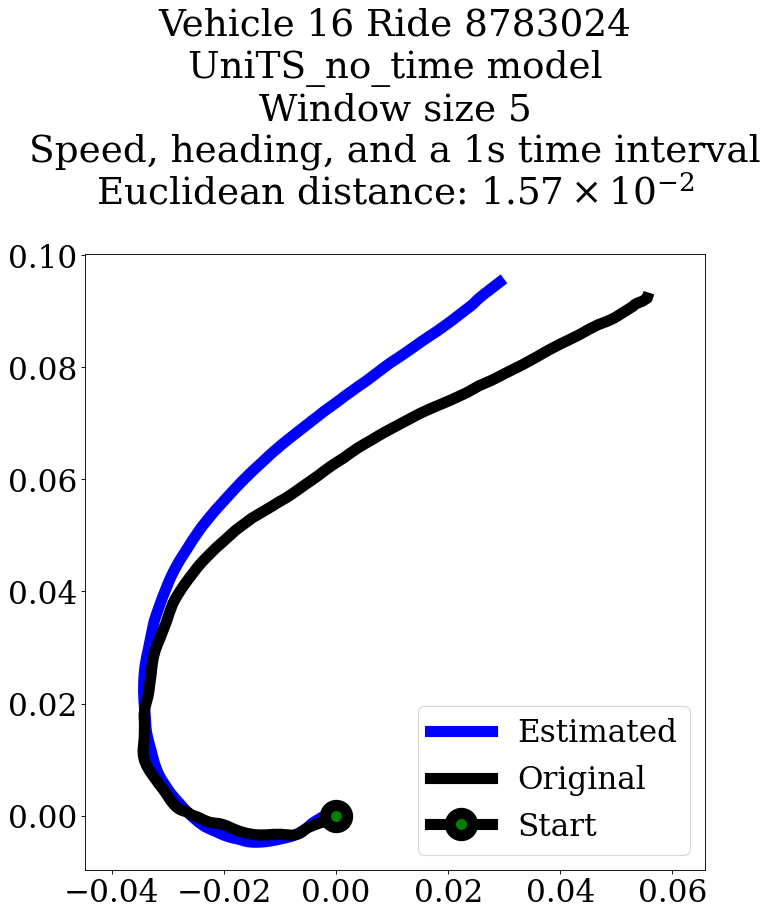 Vehicle 16 Ride 8783024
UniTS_no_time model
Window size 5
Speed, heading, and a 1s time interval
Euclidean distance: 1.57 × 10⁻²
0.10
0.08
0.06
0.04
0.02
0.00
Estimated
Original
Start
−0.04 −0.02 0.00 0.02 0.04 0.06